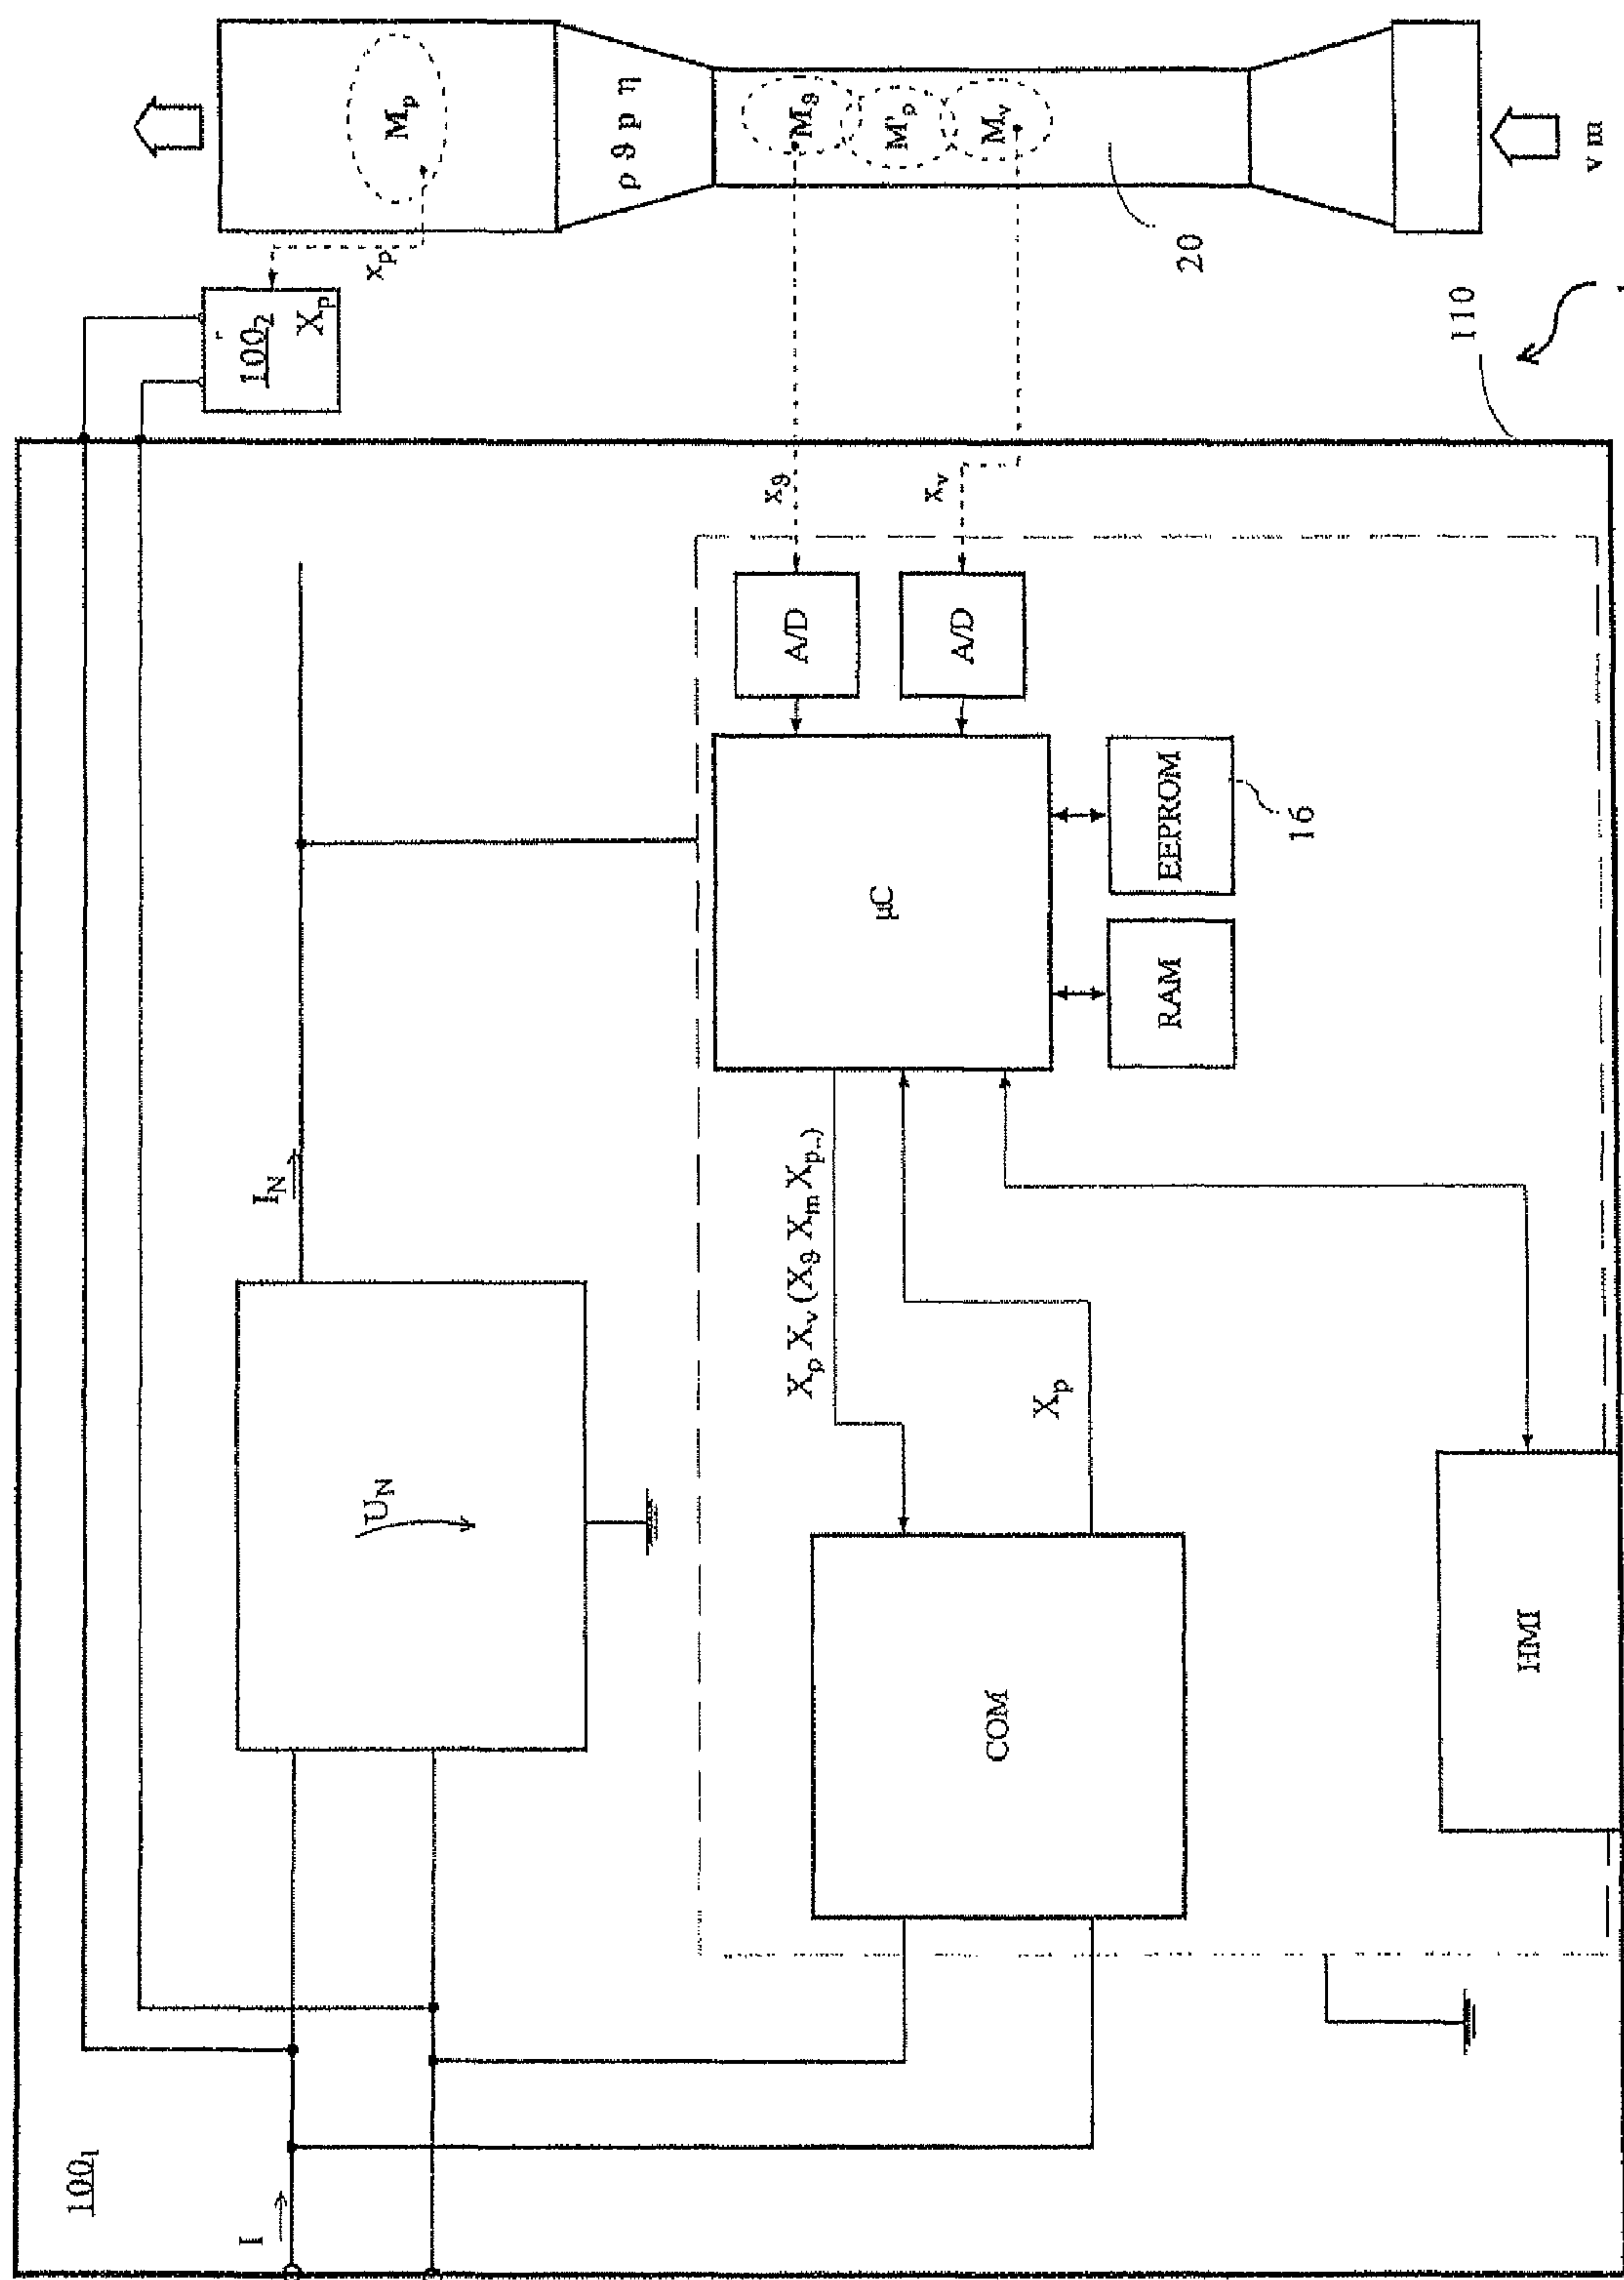 100₁
I
U_N
I_N
100₂
X_p
x_p
M_p
ρ ϑ p η
M_ϑ
M'_ρ
M_v
20
v m
110
x_ϑ
x_v
A/D
A/D
μC
EEPROM
16
RAM
X_ρ X_v (X_ϑ X_m X_p..)
X_p
COM
HMI